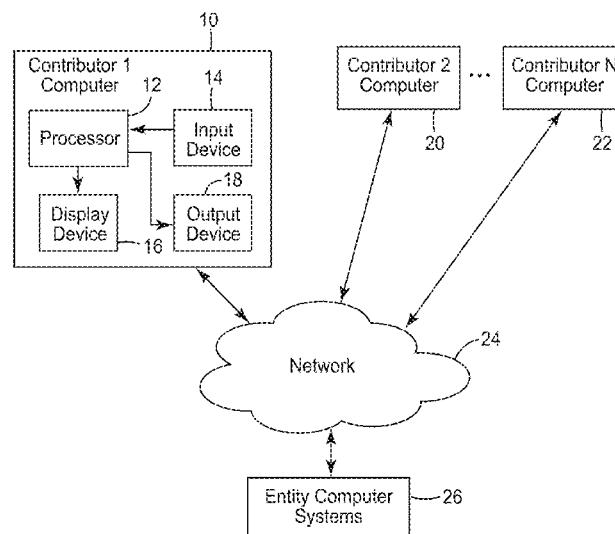 10
Contributor 1
Computer
12
14
Processor
Input
Device
18
Display
Device
16
Output
Device
Contributor 2
Computer
20
...
Contributor N
Computer
22
Network
24
Entity Computer
Systems
26